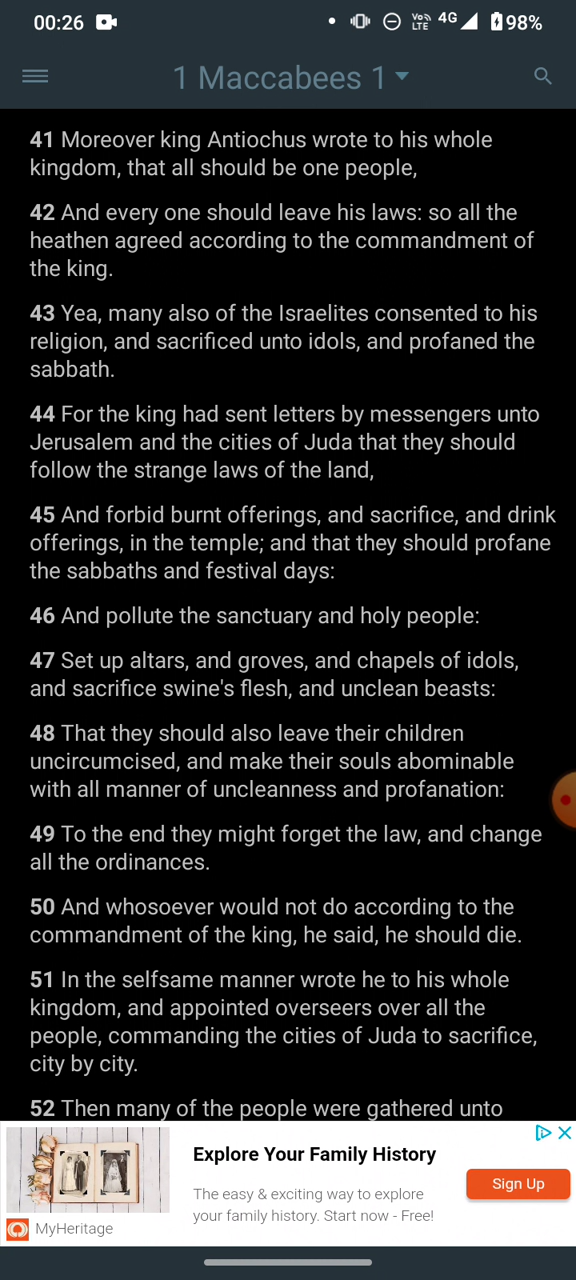 00:26 Vo)) LTE 4G 98%
1 Maccabees 1
41 Moreover king Antiochus wrote to his whole
kingdom, that all should be one people,
42 And every one should leave his laws: so all the
heathen agreed according to the commandment of
the king.
43 Yea, many also of the Israelites consented to his
religion, and sacrificed unto idols, and profaned the
sabbath.
44 For the king had sent letters by messengers unto
Jerusalem and the cities of Juda that they should
follow the strange laws of the land,
45 And forbid burnt offerings, and sacrifice, and drink
offerings, in the temple; and that they should profane
the sabbaths and festival days:
46 And pollute the sanctuary and holy people:
47 Set up altars, and groves, and chapels of idols,
and sacrifice swine's flesh, and unclean beasts:
48 That they should also leave their children
uncircumcised, and make their souls abominable
with all manner of uncleanness and profanation:
49 To the end they might forget the law, and change
all the ordinances.
50 And whosoever would not do according to the
commandment of the king, he said, he should die.
51 In the selfsame manner wrote he to his whole
kingdom, and appointed overseers over all the
people, commanding the cities of Juda to sacrifice,
city by city.
52 Then many of the people were gathered unto
Explore Your Family History
The easy & exciting way to explore
your family history. Start now - Free!
Sign Up
MyHeritage